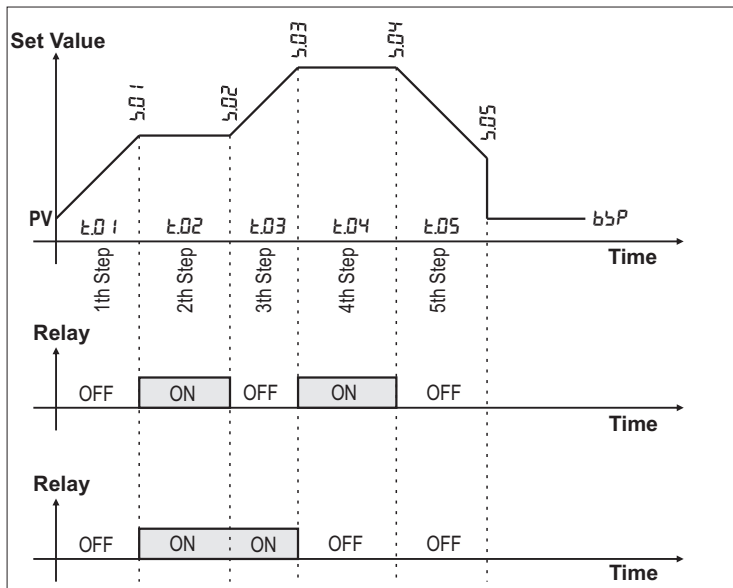 Set Value
S.01
S.02
S.03
S.04
S.05
PV
t.01 t.02 t.03 t.04 t.05
bSP
Time
1th Step
2th Step
3th Step
4th Step
5th Step
Relay
OFF ON OFF ON OFF
Time
Relay
OFF ON ON OFF OFF
Time